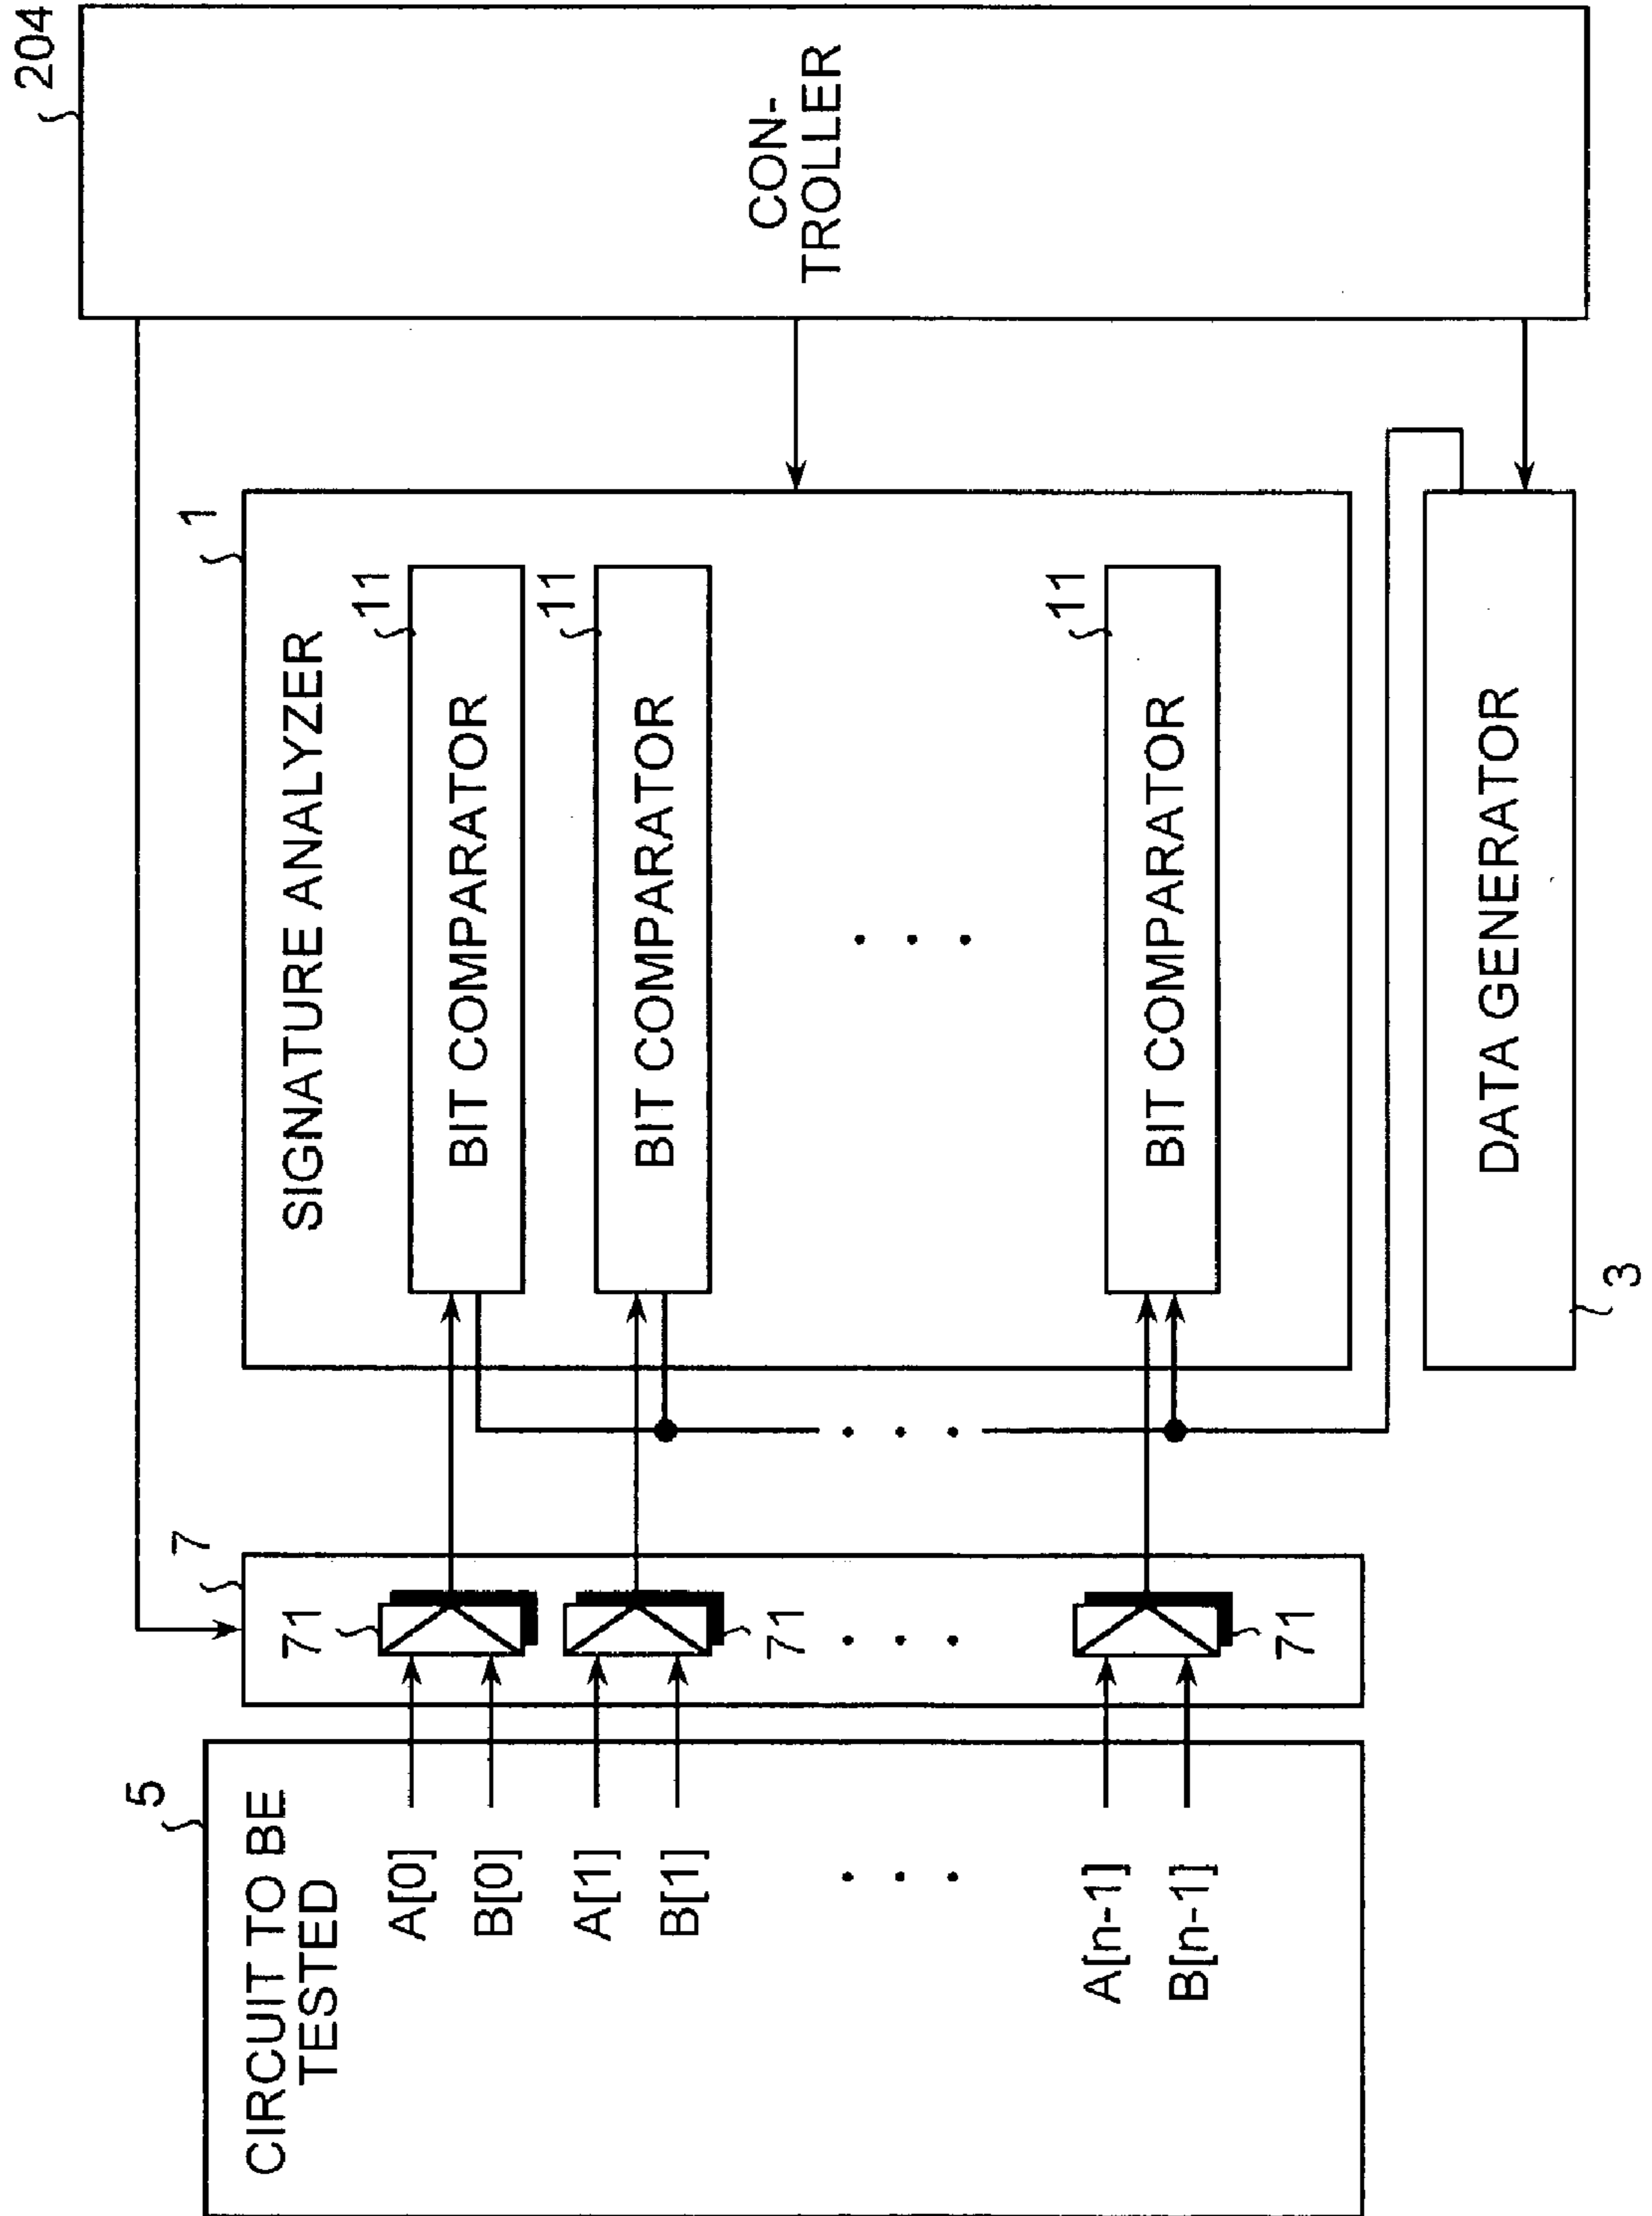 204
CON-
TROLLER
1
SIGNATURE ANALYZER
11
BIT COMPARATOR
11
BIT COMPARATOR
. . .
11
BIT COMPARATOR
DATA GENERATOR
3
7
71
71
. . .
71
. . .
5
CIRCUIT TO BE
TESTED
A[0]
B[0]
A[1]
B[1]
. . .
A[n-1]
B[n-1]